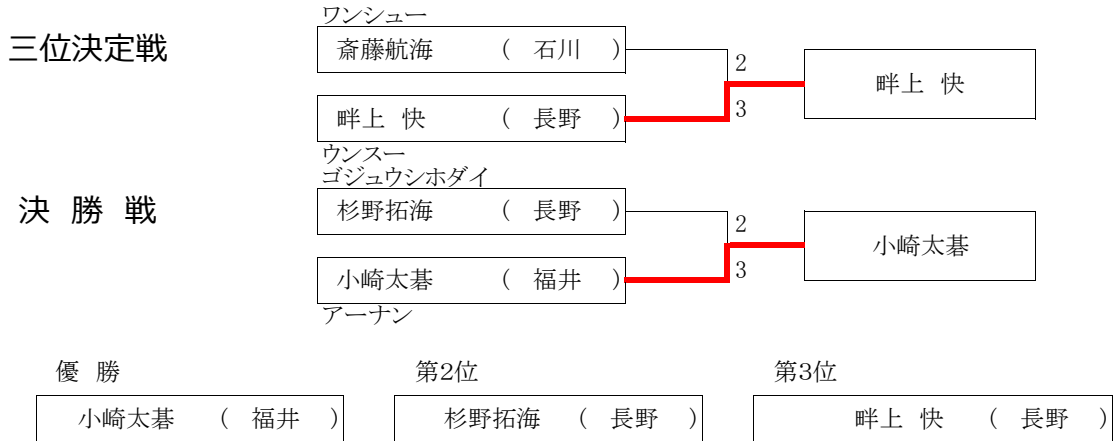 ワンシュー
三位決定戦
斎藤航海 ( 石川 )
2
畔上 快
畔上 快 ( 長野 )
3
ウンスー
ゴジュウシホダイ
決 勝 戦
杉野拓海 ( 長野 )
2
小崎太碁
小崎太碁 ( 福井 )
3
アーナン
優 勝 第2位 第3位
小崎太碁 ( 福井 ) 杉野拓海 ( 長野 ) 畔上 快 ( 長野 )